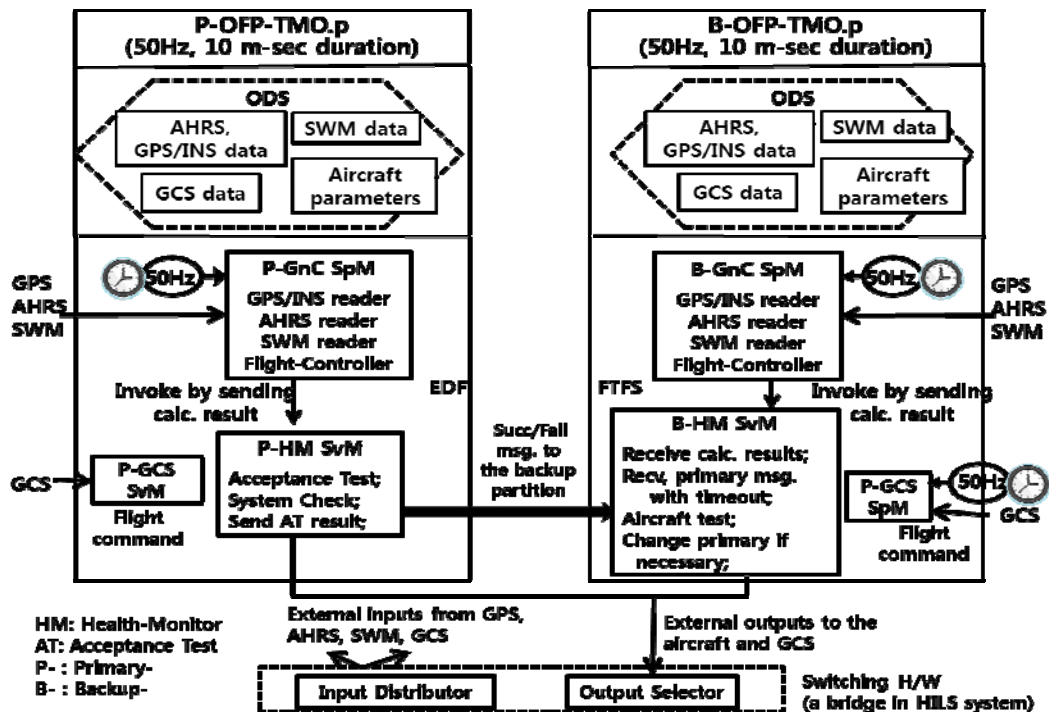 P-OFP-TMO.p
(50Hz, 10 m-sec duration)
ODS
AHRS,
GPS/INS data
SWM data
GCS data
Aircraft
parameters
50Hz
GPS
AHRS
SWM
P-GnC SpM
GPS/INS reader
AHRS reader
SWM reader
Flight-Controller
Invoke by sending
calc. result
EDF
P-HM SvM
Acceptance Test;
System Check;
Send AT result;
GCS
P-GCS
SvM
Flight
command
Succ/Fail
msg. to
the backup
partition
B-OFP-TMO.p
(50Hz, 10 m-sec duration)
ODS
AHRS,
GPS/INS data
SWM data
GCS data
Aircraft
parameters
B-GnC SpM
GPS/INS reader
AHRS reader
SWM reader
Flight-Controller
50Hz
GPS
AHRS
SWM
FTFS
Invoke by sending
calc. result
B-HM SvM
Receive calc. results;
Recv, primary msg.
with timeout;
Aircraft test;
Change primary if
necessary;
P-GCS
SpM
50Hz
GCS
Flight
command
HM: Health-Monitor
AT: Acceptance Test
P- : Primary-
B- : Backup-
External inputs from GPS,
AHRS, SWM, GCS
External outputs to the
aircraft and GCS
Input Distributor
Output Selector
Switching H/W
(a bridge in HILS system)